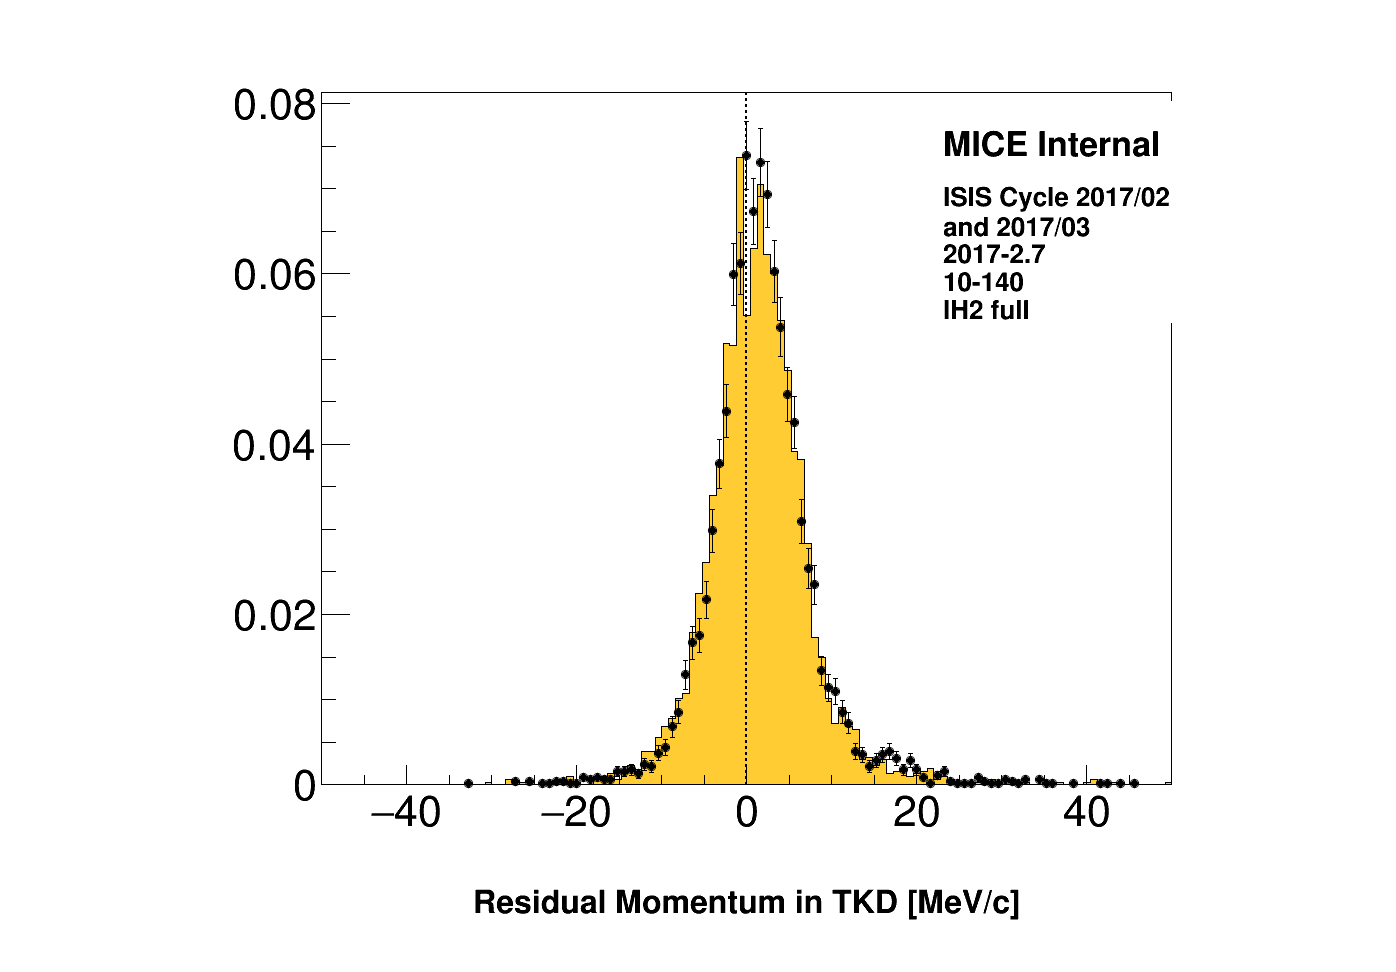 0.08
MICE Internal
ISIS Cycle 2017/02
and 2017/03
2017-2.7
10-140
lH2 full
0.06
0.04
0.02
0
−40 −20 0 20 40
Residual Momentum in TKD [MeV/c]